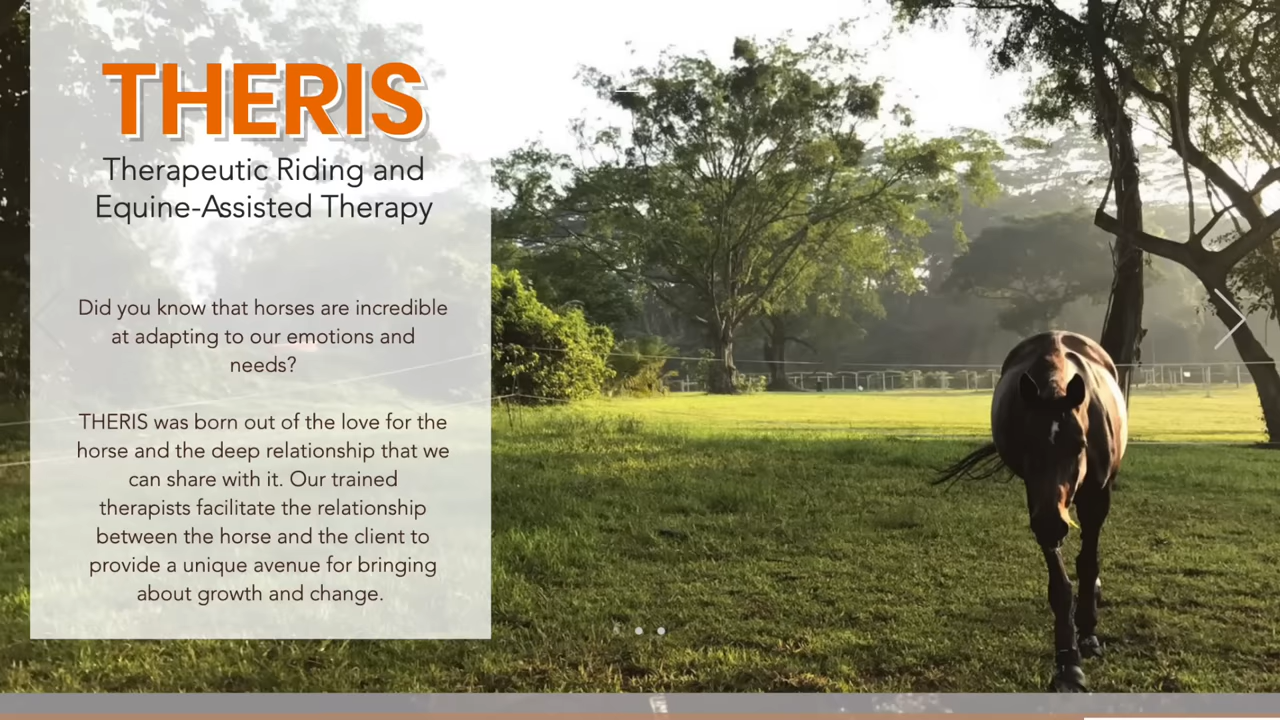 THERIS
Therapeutic Riding and
Equine-Assisted Therapy
Did you know that horses are incredible
at adapting to our emotions and
needs?
THERIS was born out of the love for the
horse and the deep relationship that we
can share with it. Our trained
therapists facilitate the relationship
between the horse and the client to
provide a unique avenue for bringing
about growth and change.